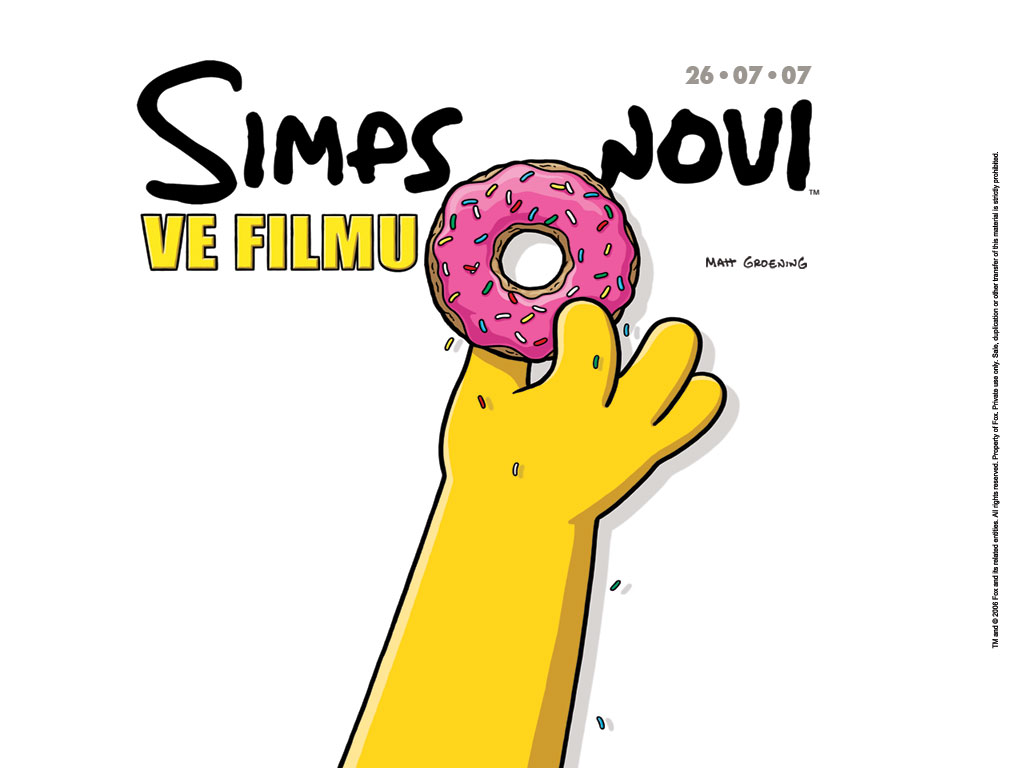 26•07•07
SIMPSONOVI™
VE FILMU
MATT GROENING
TM and © 2006 Fox and its related entities. All rights reserved. Property of Fox. Private use only. Sale, duplication or other transfer of this material is strictly prohibited.